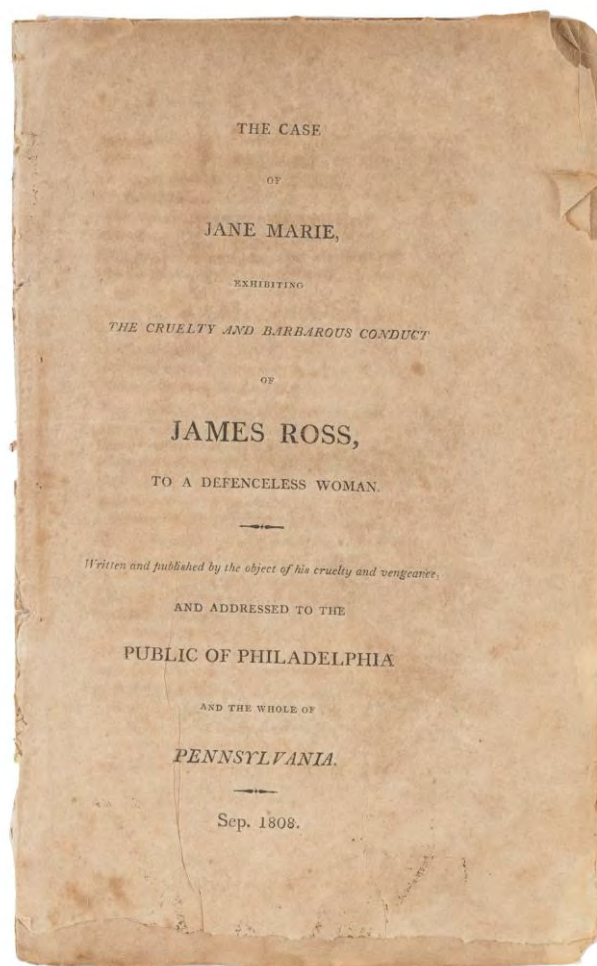 THE CASE
OF
JANE MARIE,
EXHIBITING
THE CRUELTY AND BARBAROUS CONDUCT
OF
JAMES ROSS,
TO A DEFENCELESS WOMAN.
Written and published by the object of his cruelty and vengeance,
AND ADDRESSED TO THE
PUBLIC OF PHILADELPHIA
AND THE WHOLE OF
PENNSYLVANIA.
Sep. 1808.